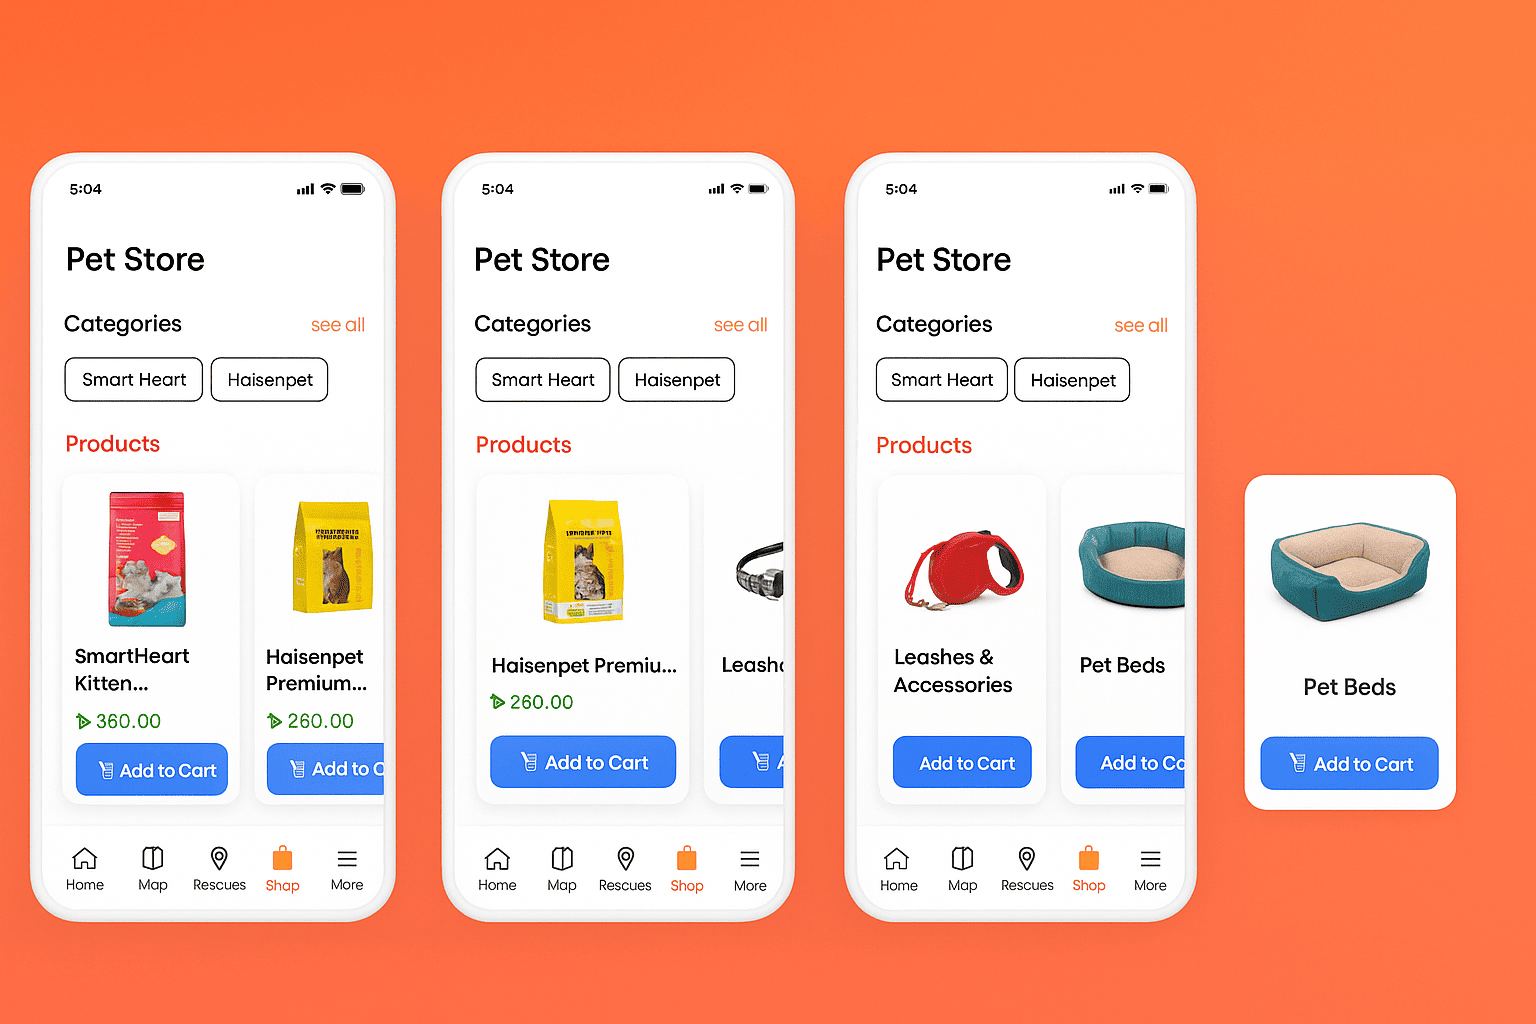 5:04
Pet Store
Categories
see all
Smart Heart
Haisenpet
Products
SmartHeart
Kitten...
360.00
Add to Cart
Haisenpet
Premium...
260.00
Add to C
Home
Map
Rescues
Shap
More
5:04
Pet Store
Categories
see all
Smart Heart
Haisenpet
Products
Haisenpet Premiu...
260.00
Add to Cart
Leash
Home
Map
Rescues
Shop
More
5:04
Pet Store
Categories
see all
Smart Heart
Haisenpet
Products
Leashes &
Accessories
Add to Cart
Pet Beds
Add to Ca
Home
Map
Rescues
Shop
More
Pet Beds
Add to Cart